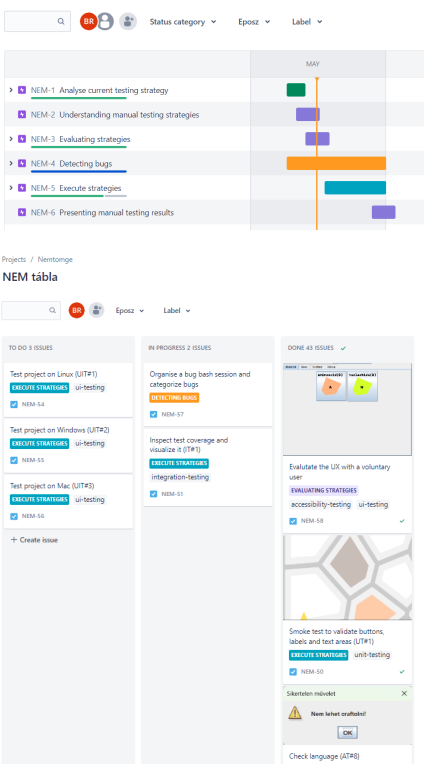 BR Status category Eposz Label
MAY
NEM-1 Analyse current testing strategy
NEM-2 Understanding manual testing strategies
NEM-3 Evaluating strategies
NEM-4 Detecting bugs
NEM-5 Execute strategies
NEM-6 Presenting manual testing results
Projects / Nemtomge
NEM tábla
BR Eposz Label
TO DO 3 ISSUES
Test project on Linux (UIT#1)
EXECUTE STRATEGIES ui-testing
NEM-54
Test project on Windows (UIT#2)
EXECUTE STRATEGIES ui-testing
NEM-55
Test project on Mac (UIT#3)
EXECUTE STRATEGIES ui-testing
NEM-56
+ Create issue
IN PROGRESS 2 ISSUES
Organise a bug bash session and
categorize bugs
DETECTING BUGS
NEM-57
Inspect test coverage and
visualize it (IT#1)
EXECUTE STRATEGIES
integration-testing
NEM-51
DONE 43 ISSUES
Evalutate the UX with a voluntary
user
EVALUATING STRATEGIES
accessibility-testing ui-testing
NEM-58
Smoke test to validate buttons,
labels and text areas (UT#1)
EXECUTE STRATEGIES unit-testing
NEM-50
Sikertelen művelet
Nem lehet craftolni!
OK
Check language (AT#8)